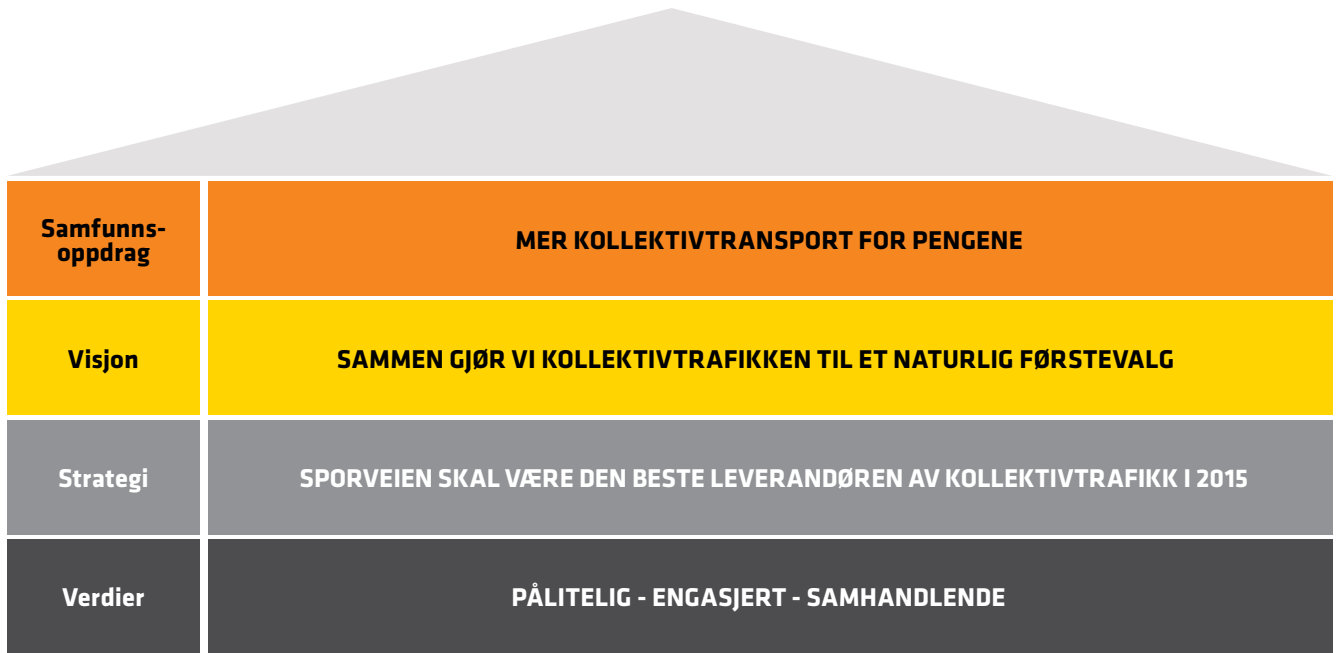 Samfunns-
oppdrag
MER KOLLEKTIVTRANSPORT FOR PENGENE
Visjon
SAMMEN GJØR VI KOLLEKTIVTRAFIKKEN TIL ET NATURLIG FØRSTEVALG
Strategi
SPORVEIEN SKAL VÆRE DEN BESTE LEVERANDØREN AV KOLLEKTIVTRAFIKK I 2015
Verdier
PÅLITELIG - ENGASJERT - SAMHANDLENDE